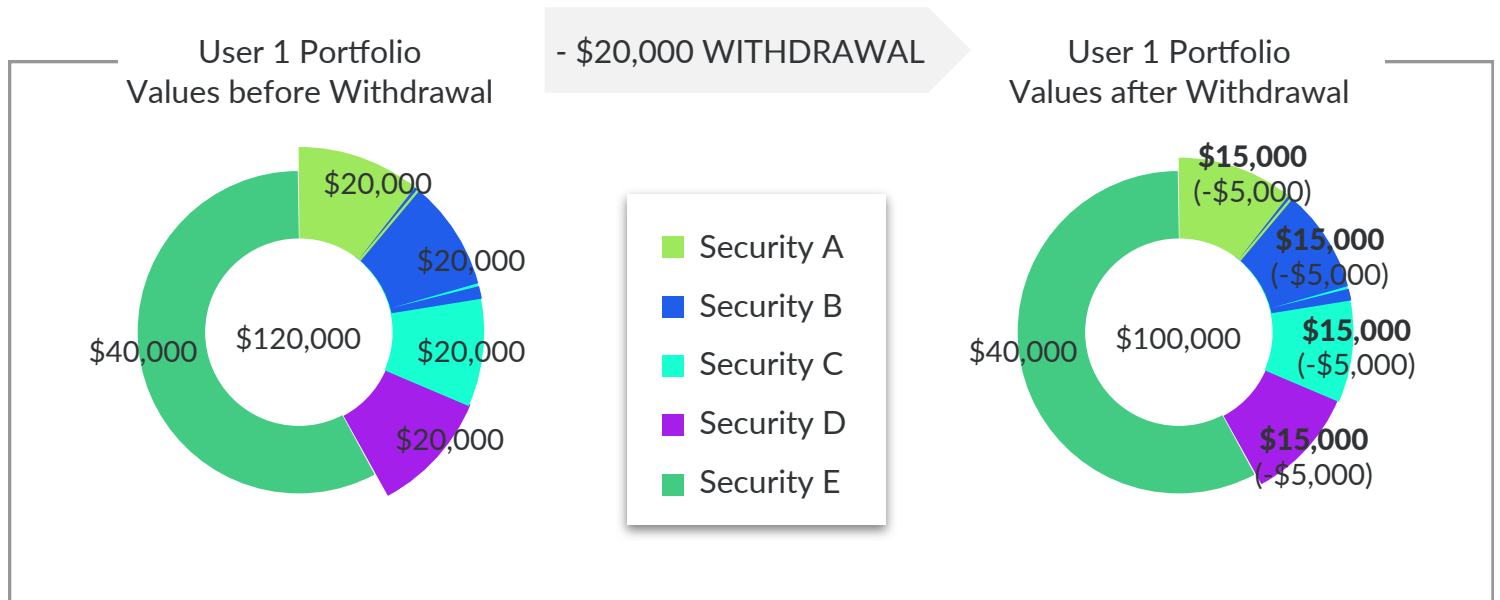 User 1 Portfolio
Values before Withdrawal
- $20,000 WITHDRAWAL
User 1 Portfolio
Values after Withdrawal
$20,000
$20,000
$20,000
$20,000
$40,000
$120,000
Security A
Security B
Security C
Security D
Security E
$15,000
(-$5,000)
$15,000
(-$5,000)
$15,000
(-$5,000)
$15,000
(-$5,000)
$40,000
$100,000